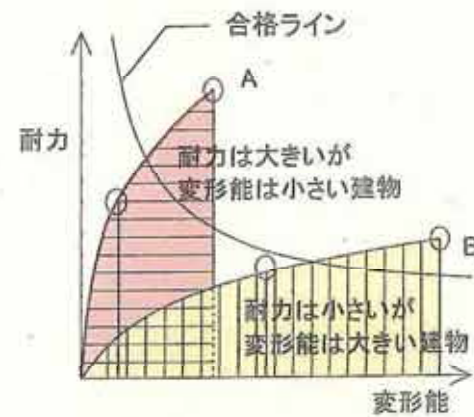 合格ライン
A
耐力
耐力は大きいが
変形能は小さい建物
B
耐力は小さいが
変形能は大きい建物
変形能